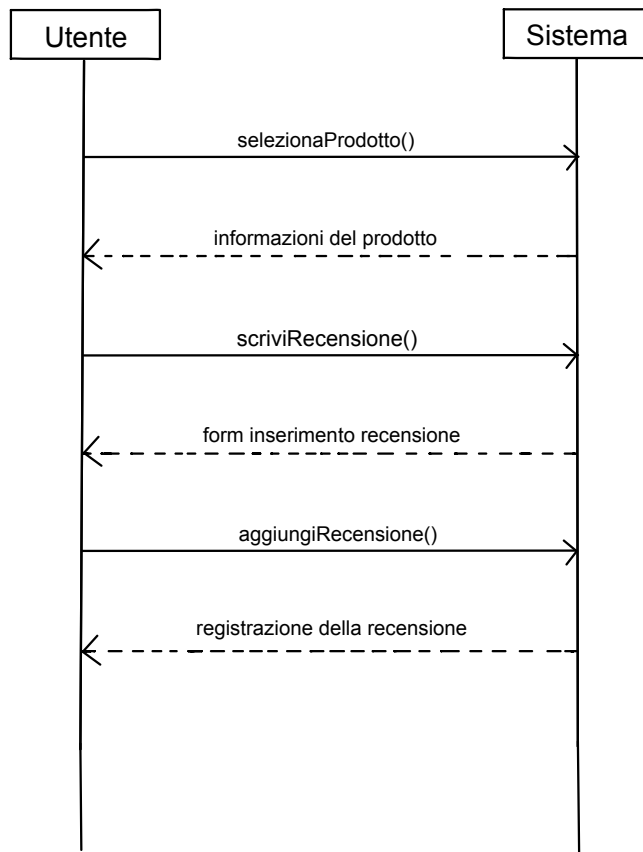 Utente
Sistema
selezionaProdotto()
informazioni del prodotto
scriviRecensione()
form inserimento recensione
aggiungiRecensione()
registrazione della recensione